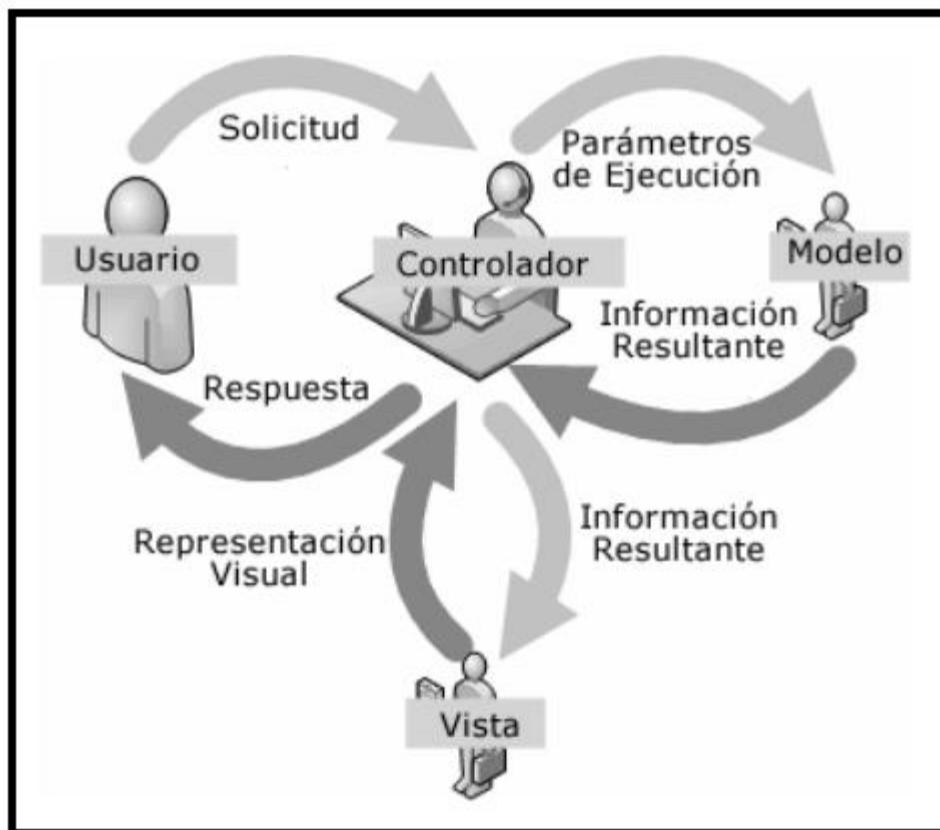 Solicitud
Parámetros
de Ejecución
Usuario
Controlador
Modelo
Información
Resultante
Respuesta
Representación
Visual
Información
Resultante
Vista